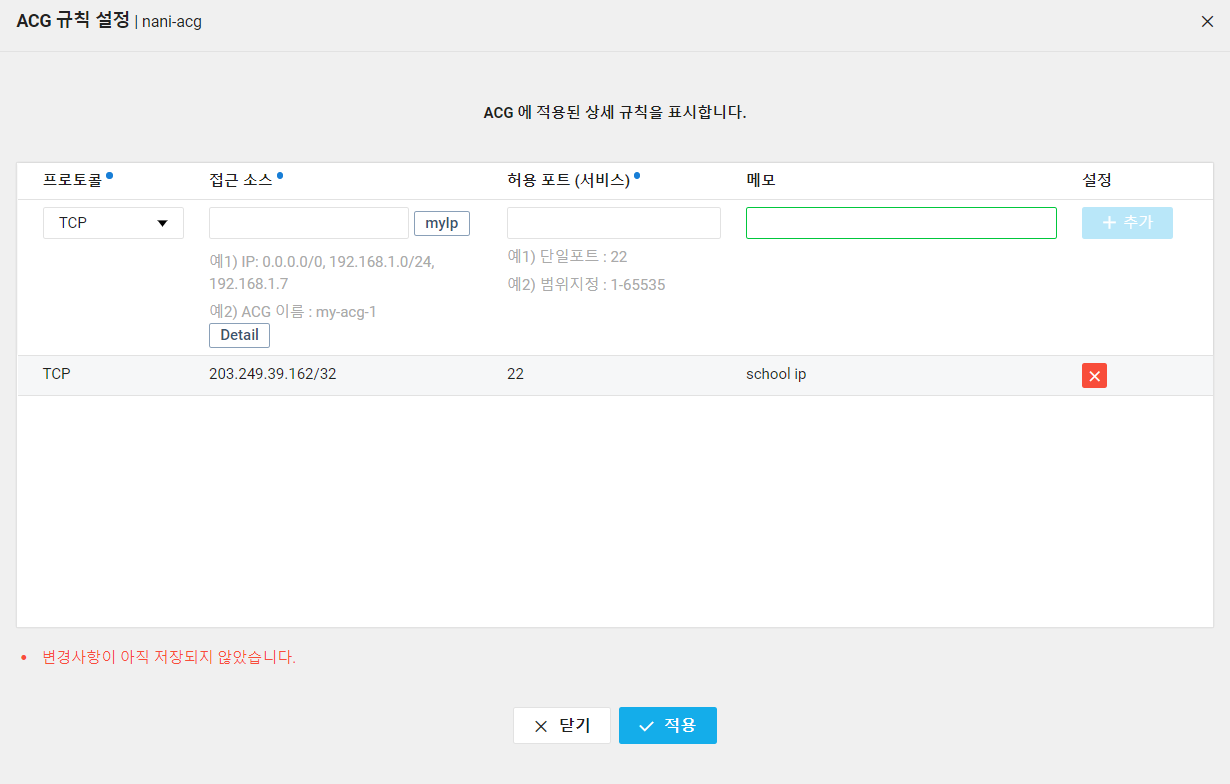 ACG 규칙 설정 | nani-acg
ACG 에 적용된 상세 규칙을 표시합니다.
프로토콜 접근 소스 허용 포트 (서비스) 메모 설정
TCP myIp + 추가
예1) IP: 0.0.0.0/0, 192.168.1.0/24,
192.168.1.7
예2) ACG 이름 : my-acg-1
Detail
예1) 단일포트 : 22
예2) 범위지정 : 1-65535
TCP 203.249.39.162/32 22 school ip
변경사항이 아직 저장되지 않았습니다.
닫기 적용